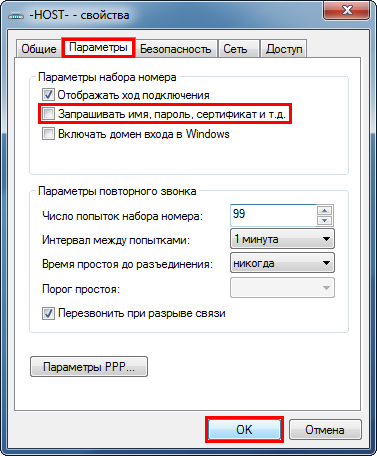 -HOST- - свойства
Общие Параметры Безопасность Сеть Доступ
Параметры набора номера
Отображать ход подключения
Запрашивать имя, пароль, сертификат и т.д.
Включать домен входа в Windows
Параметры повторного звонка
Число попыток набора номера: 99
Интервал между попытками: 1 минута
Время простоя до разъединения: никогда
Порог простоя:
Перезвонить при разрыве связи
Параметры PPP...
OK Отмена